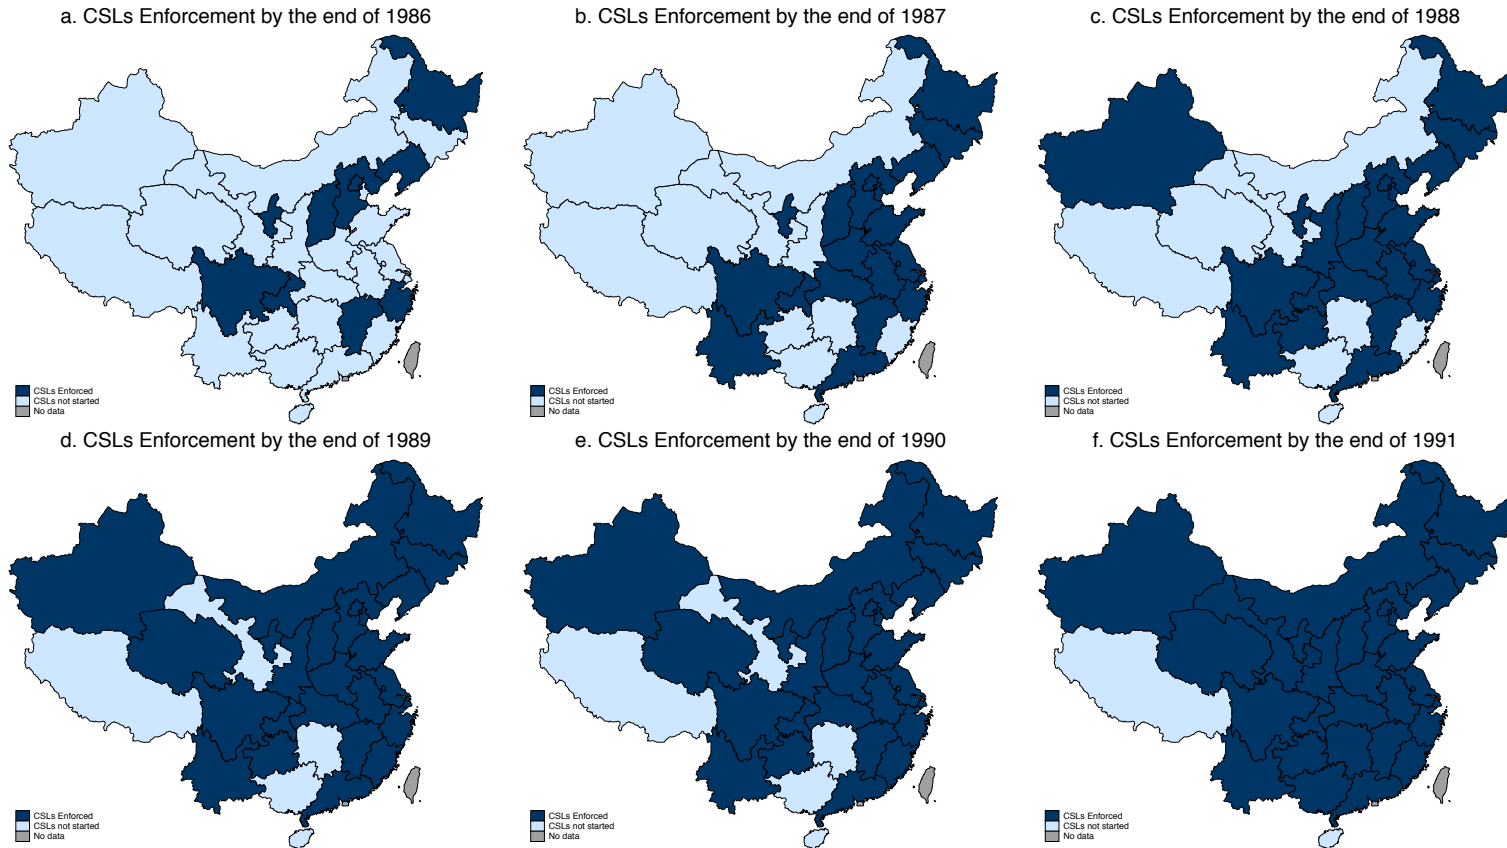 a. CSLs Enforcement by the end of 1986
CSLs Enforced
CSLs not started
No data
b. CSLs Enforcement by the end of 1987
CSLs Enforced
CSLs not started
No data
c. CSLs Enforcement by the end of 1988
CSLs Enforced
CSLs not started
No data
d. CSLs Enforcement by the end of 1989
CSLs Enforced
CSLs not started
No data
e. CSLs Enforcement by the end of 1990
CSLs Enforced
CSLs not started
No data
f. CSLs Enforcement by the end of 1991
CSLs Enforced
CSLs not started
No data